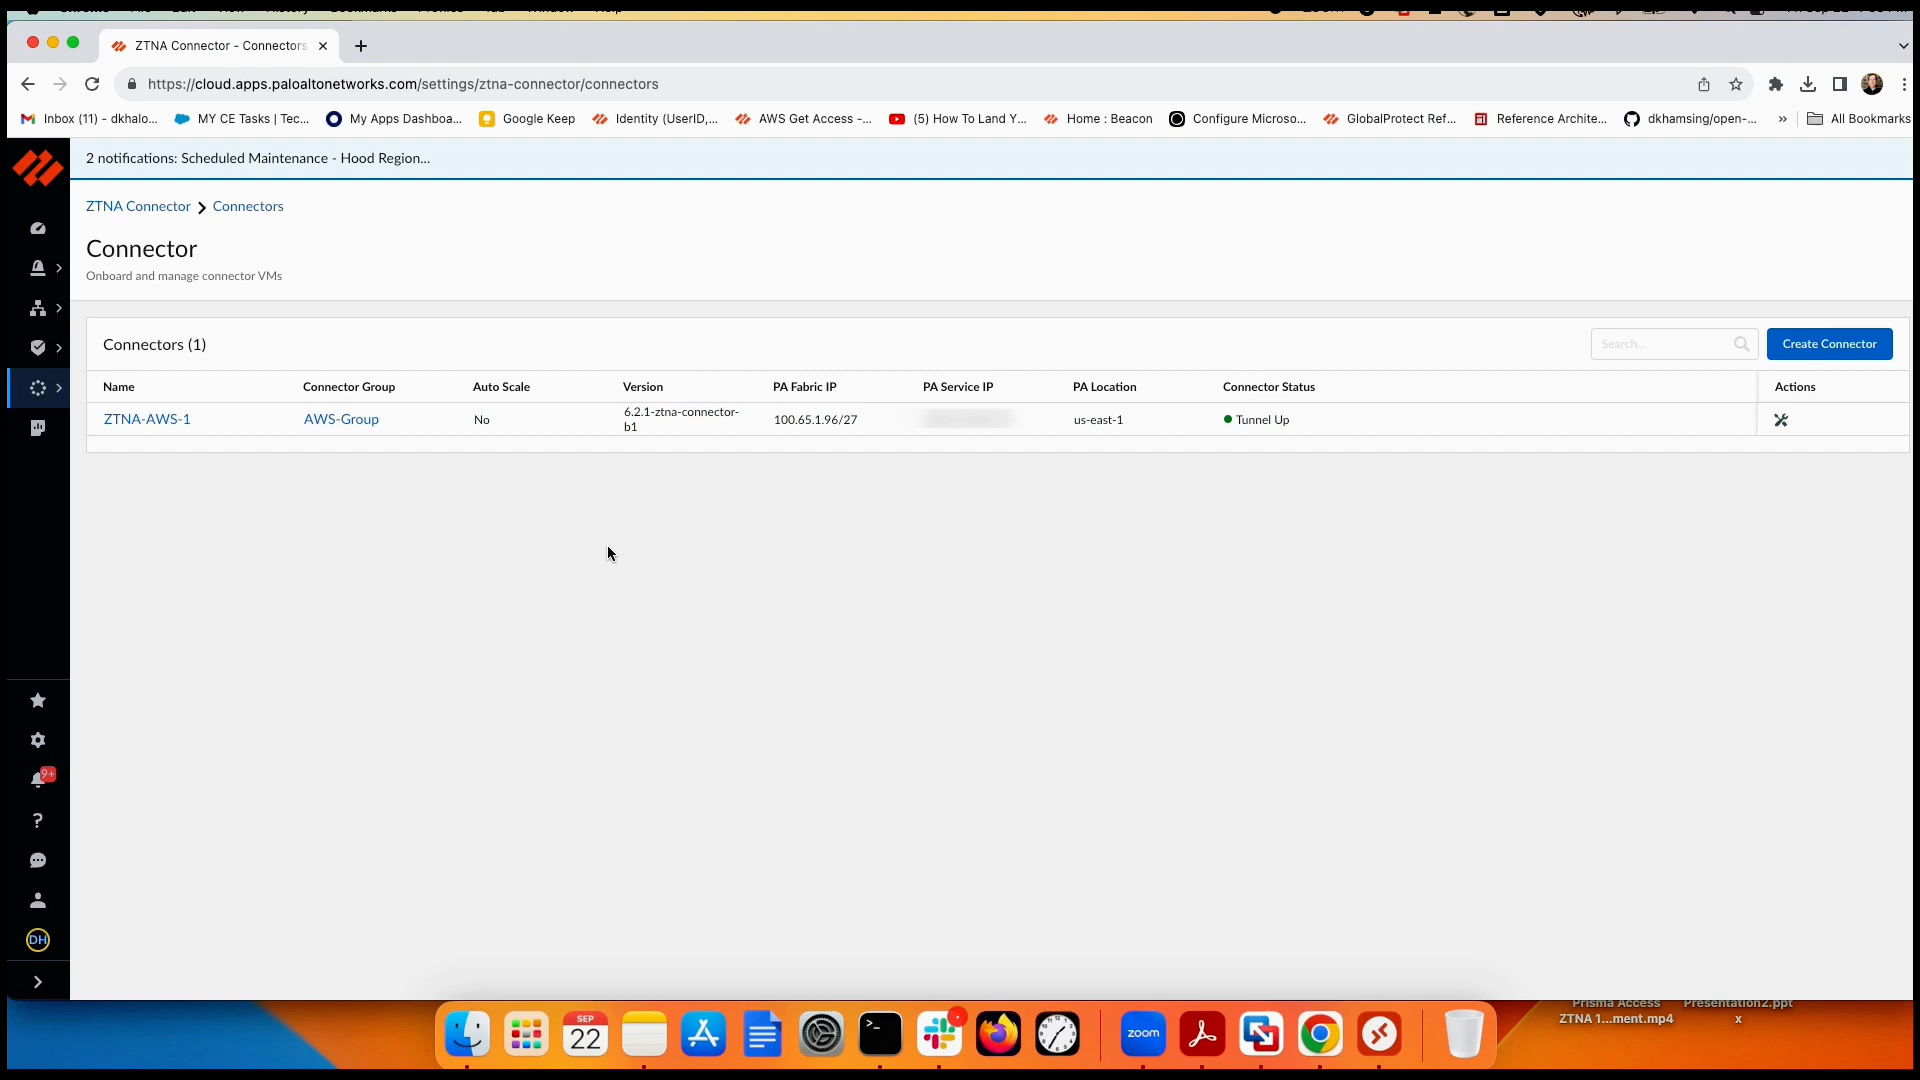 ZTNA Connector - Connectors
https://cloud.apps.paloaltonetworks.com/settings/ztna-connector/connectors
Inbox (11) - dkhalo...
MY CE Tasks | Tec...
My Apps Dashboa...
Google Keep
Identity (UserID,...
AWS Get Access -...
(5) How To Land Y...
Home : Beacon
Configure Microso...
GlobalProtect Ref...
Reference Archite...
dkhamsing/open-...
»
All Bookmarks
2 notifications: Scheduled Maintenance - Hood Region...
ZTNA Connector
Connectors
Connector
Onboard and manage connector VMs
Connectors (1)
Search...
Create Connector
Name
Connector Group
Auto Scale
Version
PA Fabric IP
PA Service IP
PA Location
Connector Status
Actions
ZTNA-AWS-1
AWS-Group
No
6.2.1-ztna-connector-
b1
100.65.1.96/27
us-east-1
Tunnel Up
9+
?
DH
SEP
22
zoom
Prisma Access
ZTNA 1...ment.mp4
Presentation2.ppt
x